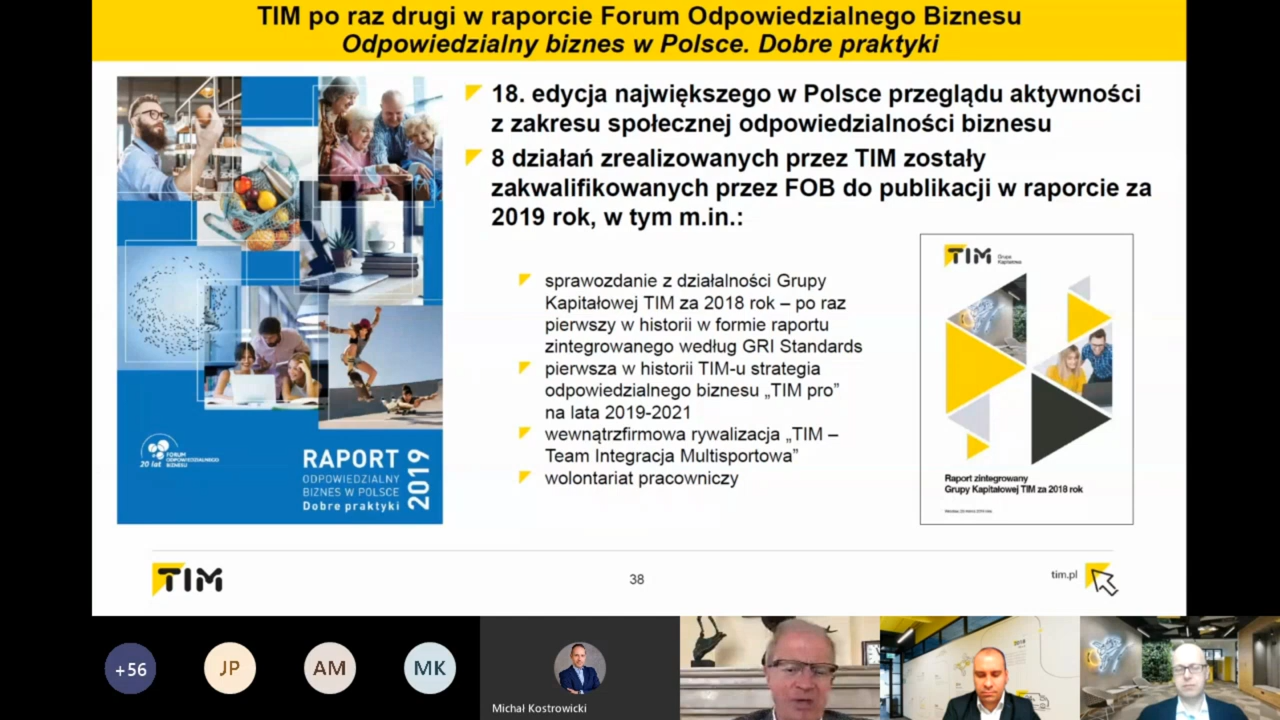 TIM po raz drugi w raporcie Forum Odpowiedzialnego Biznesu
Odpowiedzialny biznes w Polsce. Dobre praktyki
18. edycja największego w Polsce przeglądu aktywności
z zakresu społecznej odpowiedzialności biznesu
8 działań zrealizowanych przez TIM zostały
zakwalifikowanych przez FOB do publikacji w raporcie za
2019 rok, w tym m.in.:
sprawozdanie z działalności Grupy
Kapitałowej TIM za 2018 rok – po raz
pierwszy w historii w formie raportu
zintegrowanego według GRI Standards
pierwsza w historii TIM-u strategia
odpowiedzialnego biznesu „TIM pro”
na lata 2019-2021
wewnątrzfirmowa rywalizacja „TIM –
Team Integracja Multisportowa”
wolontariat pracowniczy
20 lat
FORUM
ODPOWIEDZIALNEGO
BIZNESU
RAPORT
ODPOWIEDZIALNY
BIZNES W POLSCE
Dobre praktyki
2019
TIM
Grupa
Kapitałowa
Raport zintegrowany
Grupy Kapitałowej TIM za 2018 rok
TIM
38
tim.pl
+56
JP
AM
MK
Michał Kostrowicki